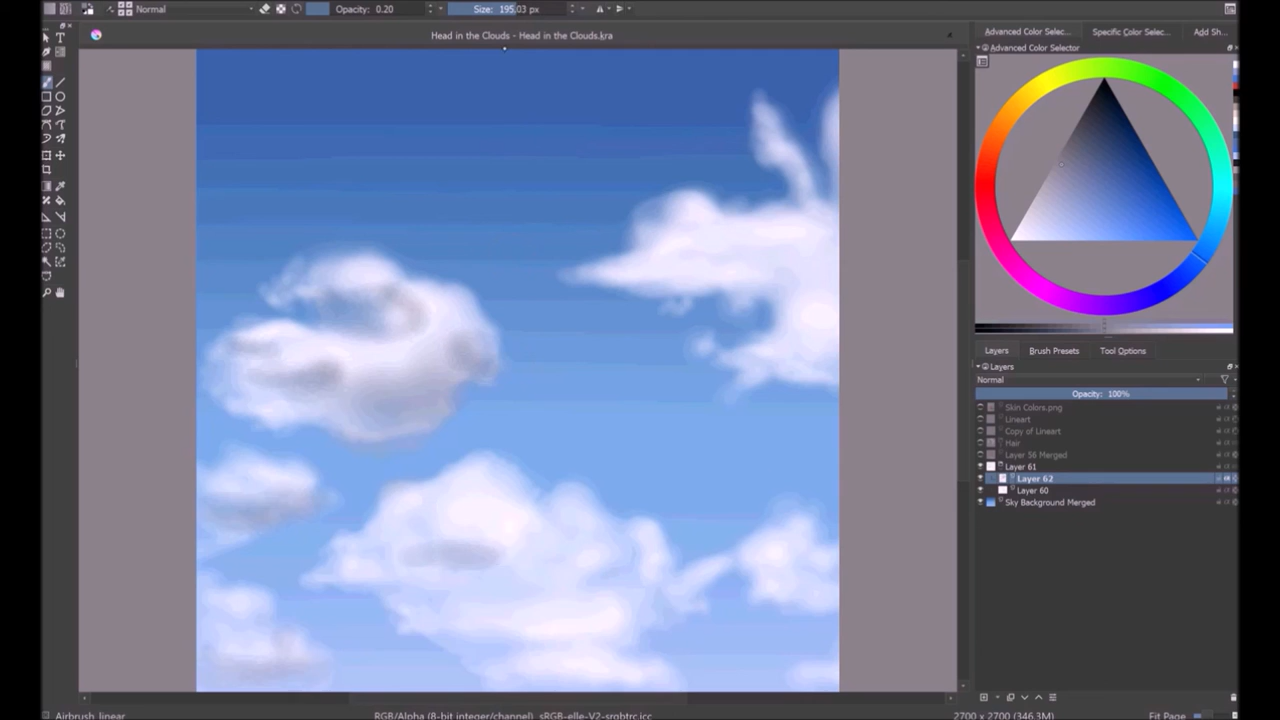 Normal
Opacity: 0.20
Size: 195.03 px
Head in the Clouds - Head in the Clouds.kra
Advanced Color Selec...
Specific Color Selec...
Add Sh...
Advanced Color Selector
Layers
Brush Presets
Tool Options
Layers
Normal
Opacity: 100%
Skin Colors.png
Lineart
Copy of Lineart
Hair
Layer 56 Merged
Layer 61
Layer 62
Layer 60
Sky Background Merged
Airbrush_linear
RGB/Alpha (8-bit integer/channel) sRGB-elle-V2-srgbtrc.icc
2700 x 2700 (346.3M)
Fit Page